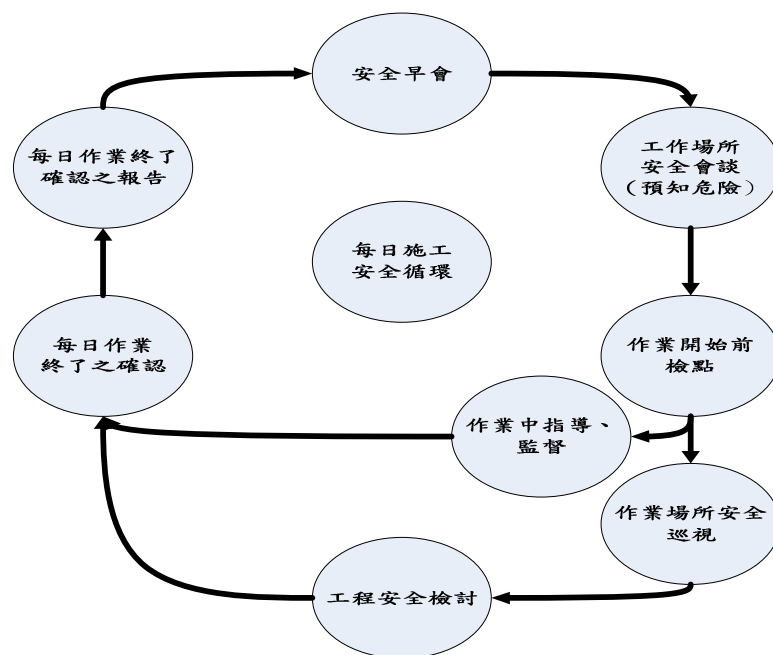 安全早會
每日作業終了
確認之報告
工作場所
安全會談
（預知危險）
每日施工
安全循環
每日作業
終了之確認
作業開始前
檢點
作業中指導、
監督
作業場所安全
巡視
工程安全檢討